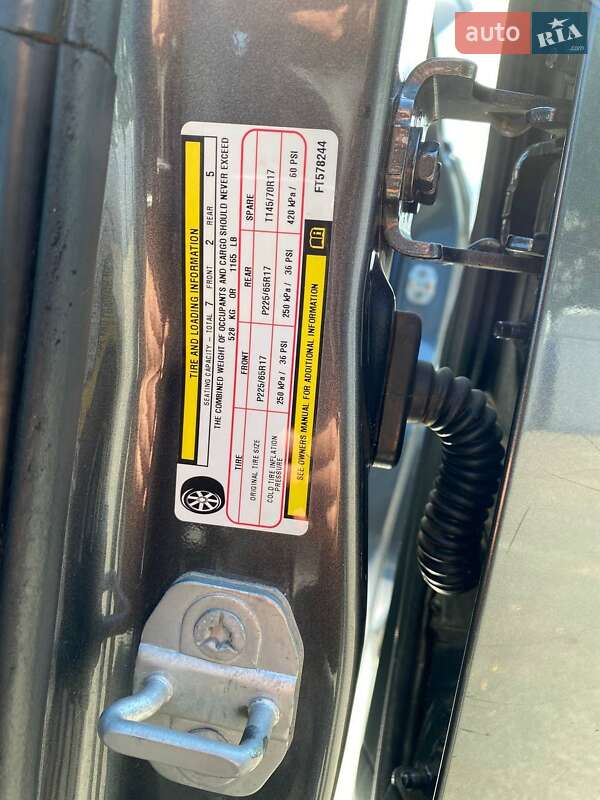 auto RIA .com
TIRE AND LOADING INFORMATION
SEATING CAPACITY – TOTAL 7 FRONT 2 REAR 5
THE COMBINED WEIGHT OF OCCUPANTS AND CARGO SHOULD NEVER EXCEED
528 KG OR 1165 LB
TIRE FRONT REAR SPARE
ORIGINAL TIRE SIZE P225/65R17 P225/65R17 T145/70R17
COLD TIRE INFLATION
PRESSURE 250 kPa / 36 PSI 250 kPa / 36 PSI 420 kPa / 60 PSI
SEE OWNERS MANUAL FOR ADDITIONAL INFORMATION
FT578244